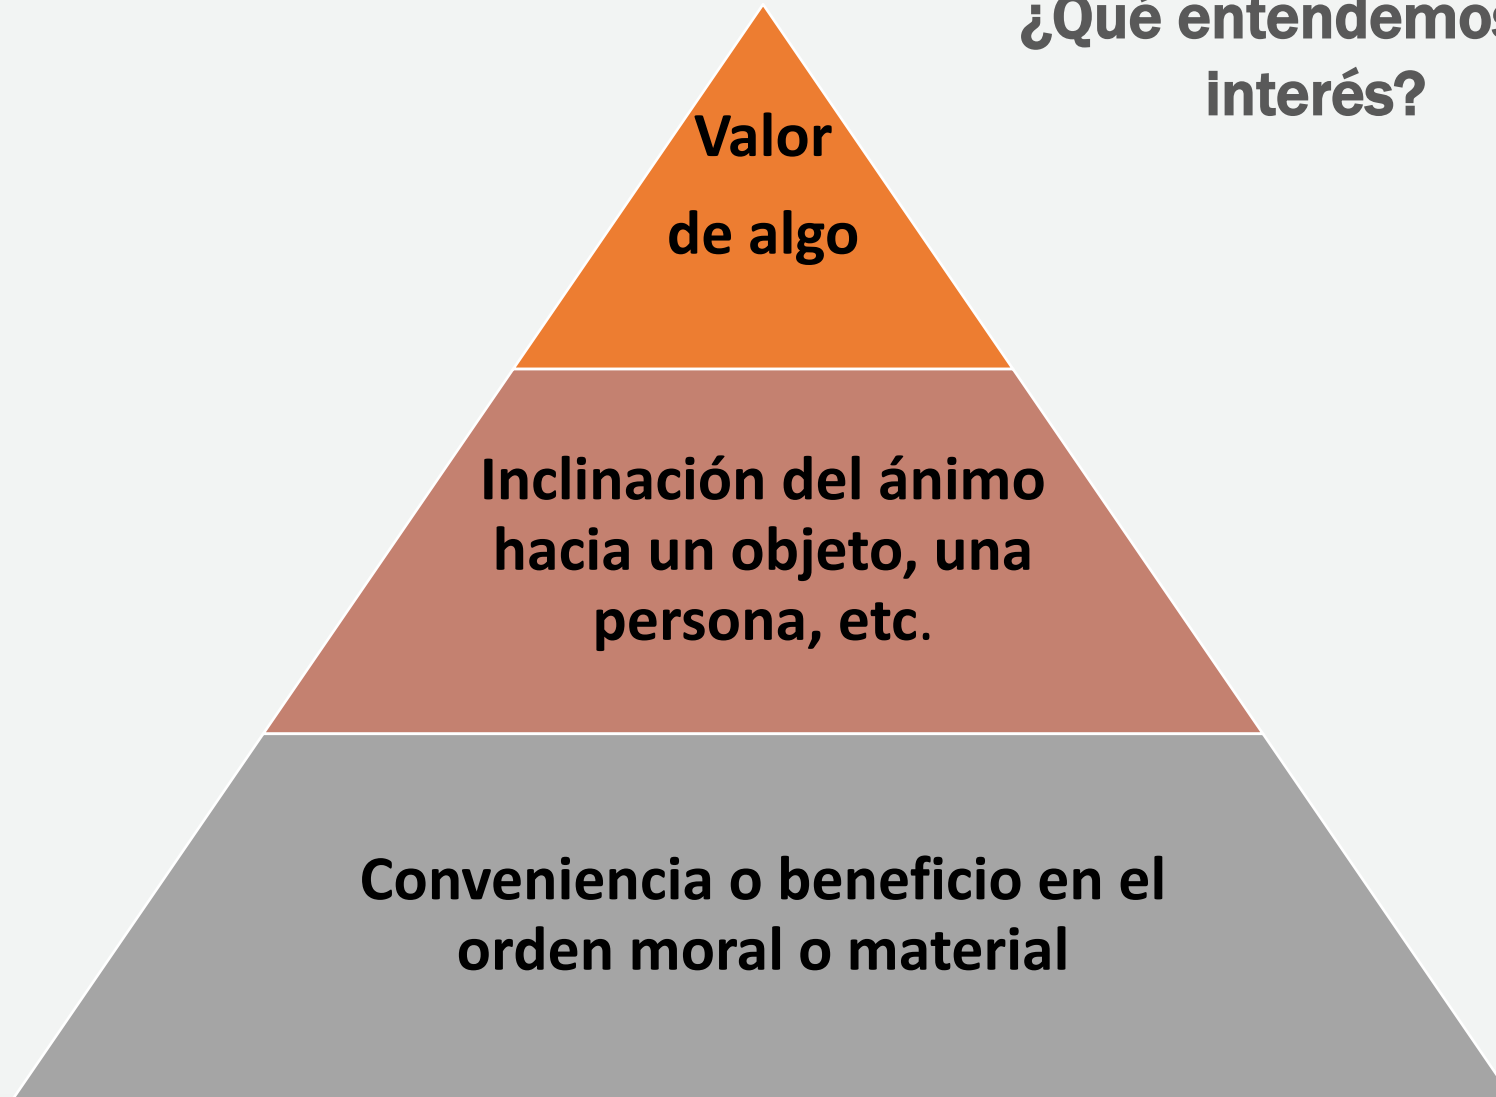 ¿Qué entendemos
interés?
Valor
de algo
Inclinación del ánimo
hacia un objeto, una
persona, etc.
Conveniencia o beneficio en el
orden moral o material